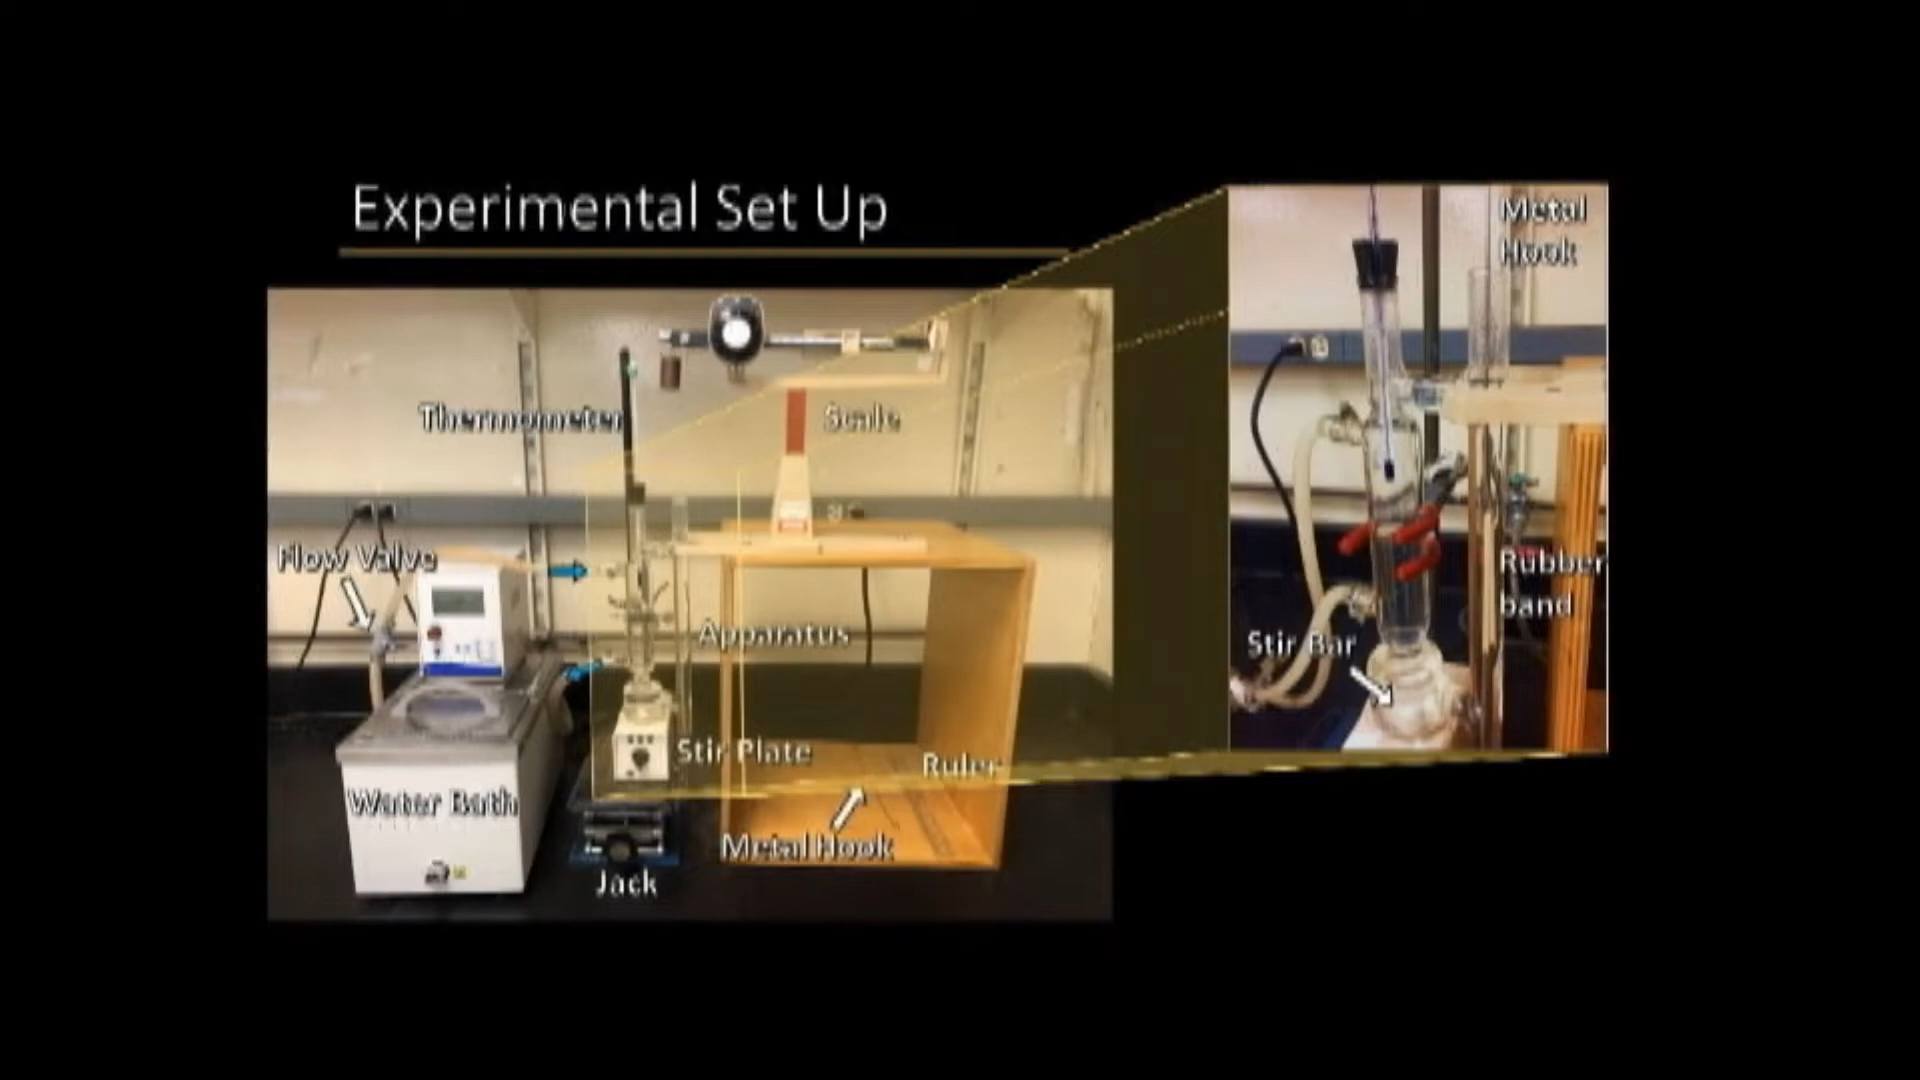 Experimental Set Up
Thermometer
Scale
Flow Valve
Apparatus
Stir Plate
Ruler
Water Bath
Metal Hook
Jack
Metal
Hook
Rubber
band
Stir Bar